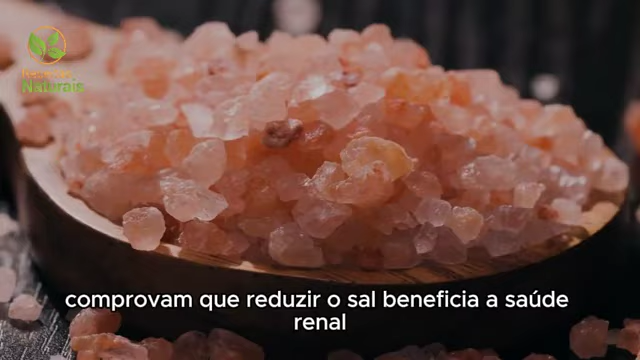 Naturais
comprovam que reduzir o sal beneficia a saúde
renal